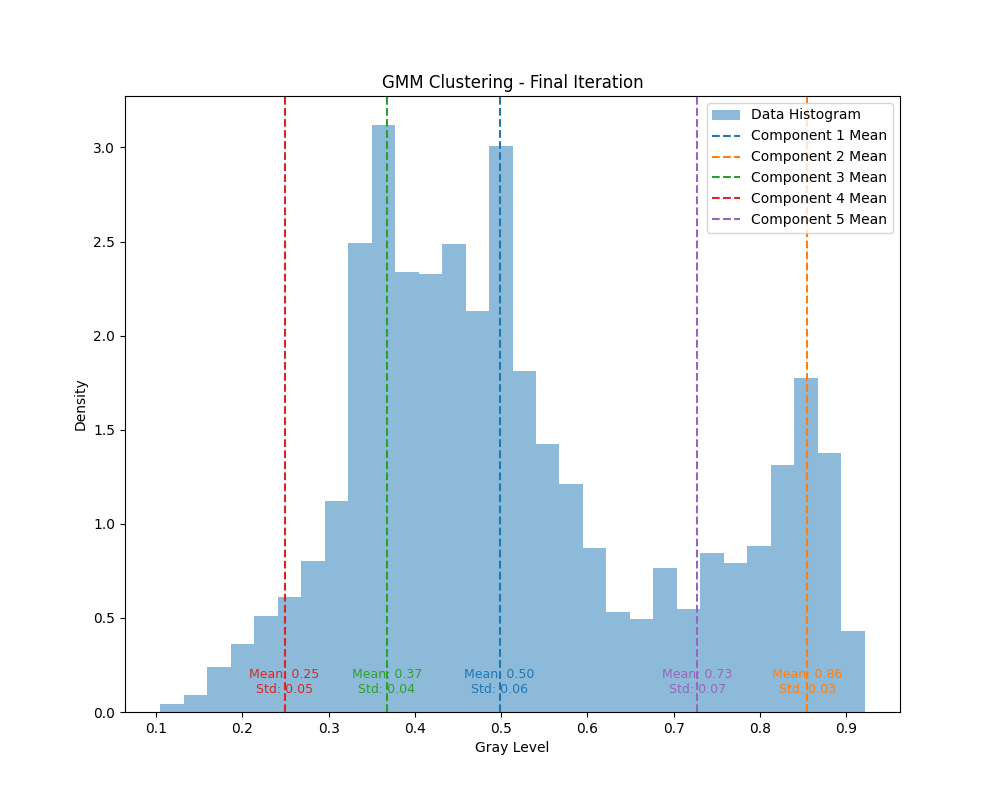 GMM Clustering - Final Iteration
Data Histogram
Component 1 Mean
Component 2 Mean
Component 3 Mean
Component 4 Mean
Component 5 Mean
Density
3.0
2.5
2.0
1.5
1.0
0.5
0.0
Mean: 0.25
Std: 0.05
Mean: 0.37
Std: 0.04
Mean: 0.50
Std: 0.06
Mean: 0.73
Std: 0.07
Mean: 0.86
Std: 0.03
0.1 0.2 0.3 0.4 0.5 0.6 0.7 0.8 0.9
Gray Level